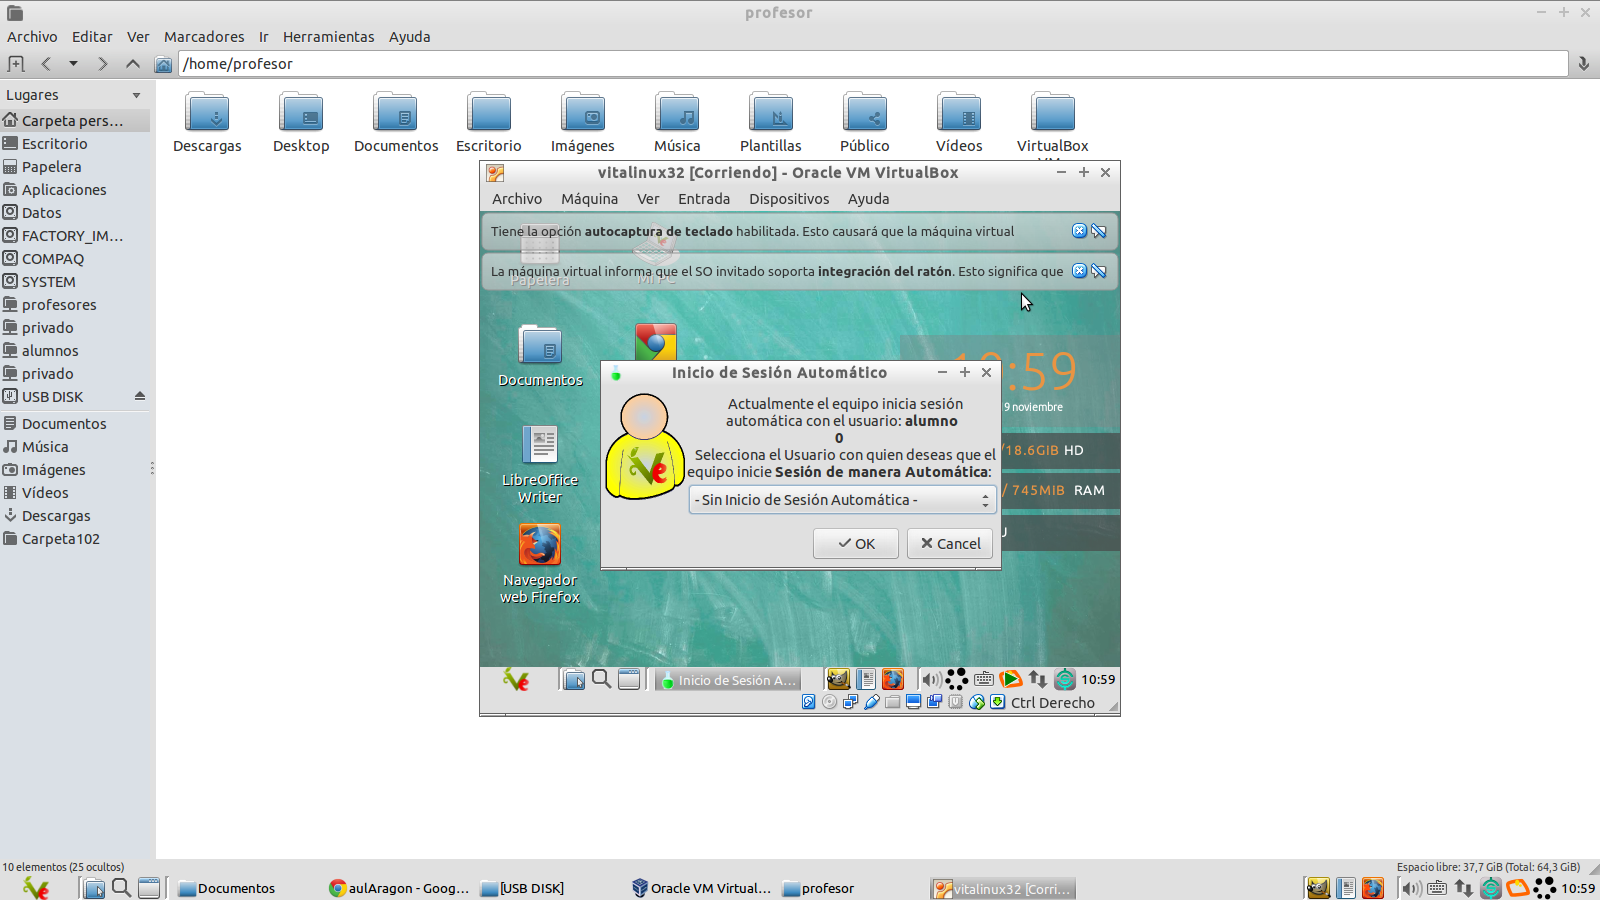 profesor
Archivo Editar Ver Marcadores Ir Herramientas Ayuda
/home/profesor
Lugares
Carpeta pers...
Escritorio
Papelera
Aplicaciones
Datos
FACTORY_IM...
COMPAQ
SYSTEM
profesores
privado
alumnos
privado
USB DISK
Documentos
Música
Imágenes
Vídeos
Descargas
Carpeta102
Descargas Desktop Documentos Escritorio Imágenes Música Plantillas Público Vídeos VirtualBox
vitalinux32 [Corriendo] - Oracle VM VirtualBox
Archivo Máquina Ver Entrada Dispositivos Ayuda
Tiene la opción autocaptura de teclado habilitada. Esto causará que la máquina virtual
La máquina virtual informa que el SO invitado soporta integración del ratón. Esto significa que
Papelera Mi PC
Documentos
LibreOffice
Writer
Navegador
web Firefox
:59
9 noviembre
/18.6GIB HD
/ 745MIB RAM
Inicio de Sesión Automático
Actualmente el equipo inicia sesión
automática con el usuario: alumno
0
Selecciona el Usuario con quien deseas que el
equipo inicie Sesión de manera Automática:
- Sin Inicio de Sesión Automática -
OK Cancel
Inicio de Sesión A... 10:59
Ctrl Derecho
10 elementos (25 ocultos) Espacio libre: 37,7 GiB (Total: 64,3 GiB)
Documentos aulAragon - Goog... [USB DISK] Oracle VM Virtual... profesor vitalinux32 [Corri... 10:59